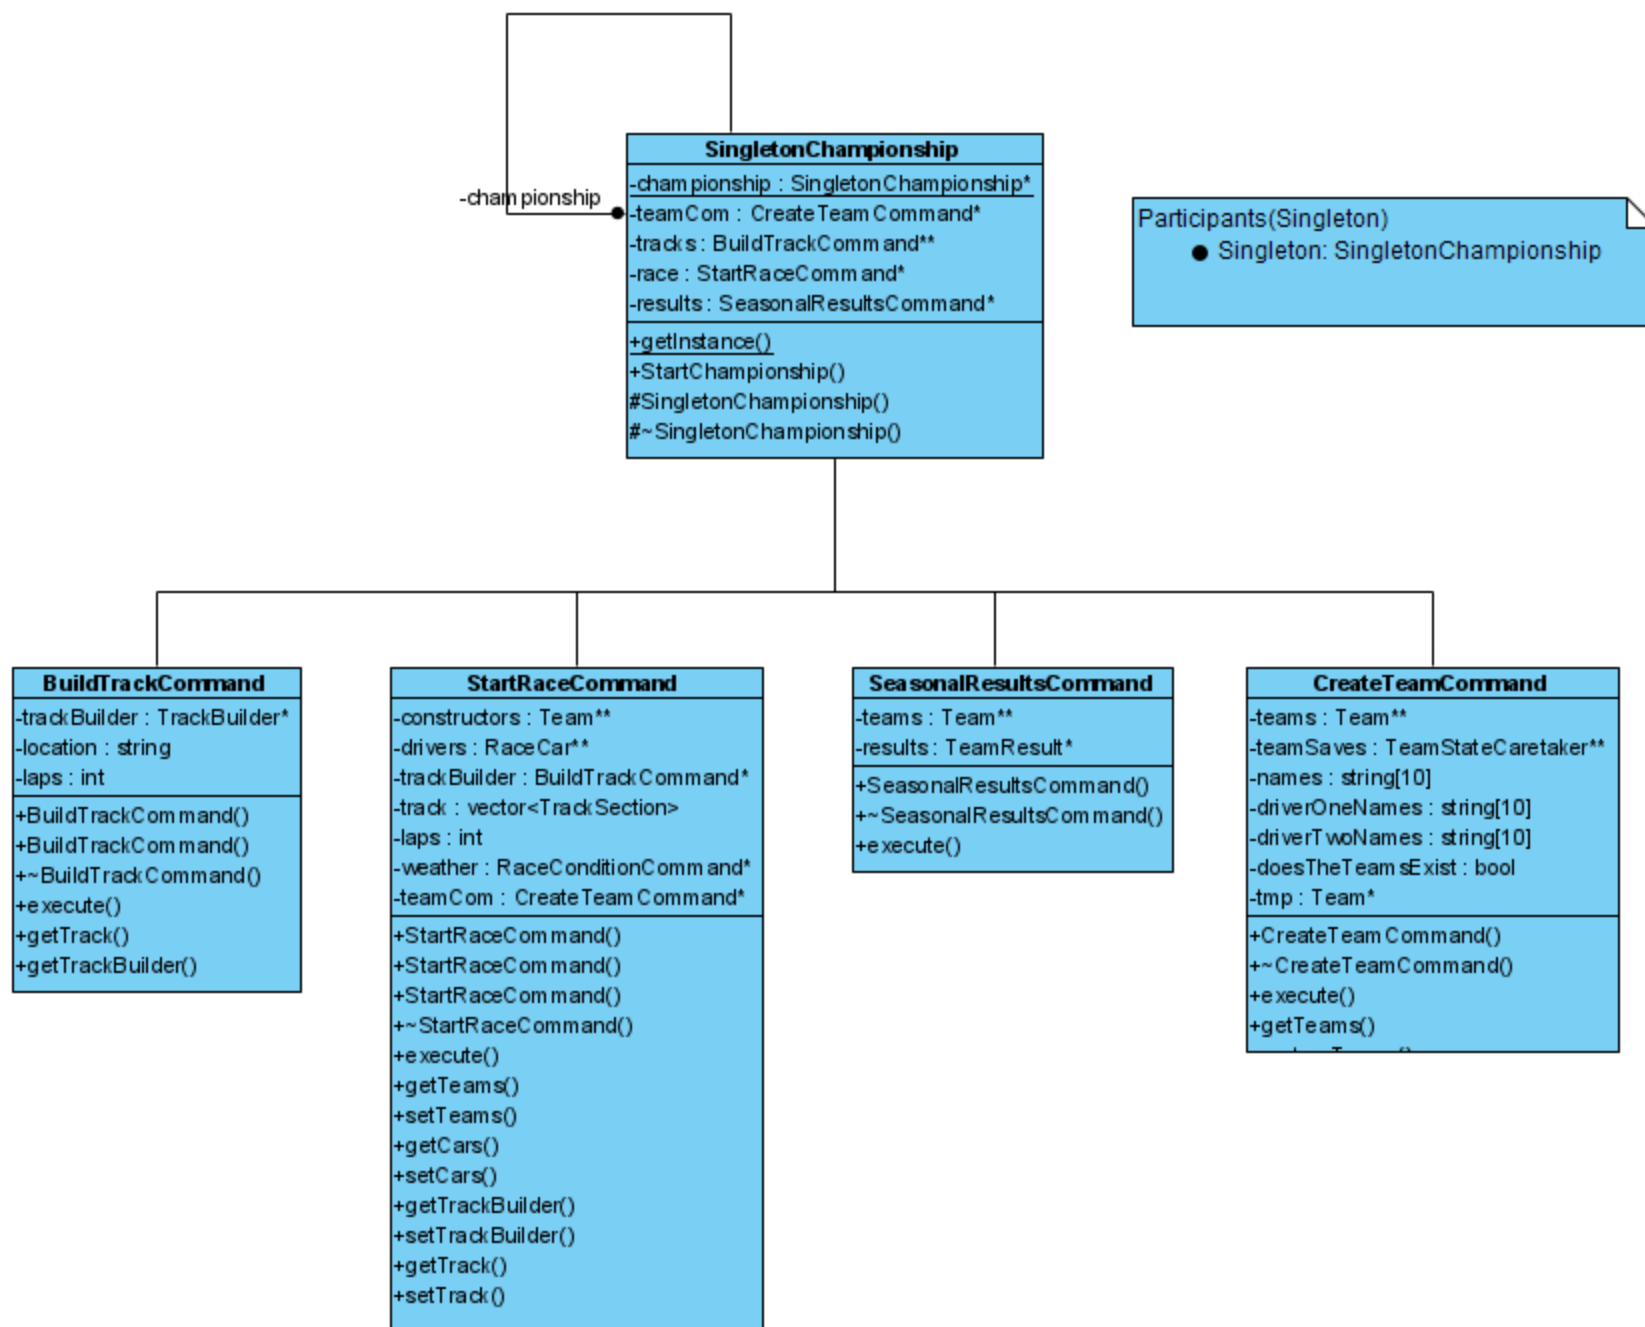 SingletonChampionship
-championship : SingletonChampionship*
-teamCom : CreateTeamCommand*
-tracks : BuildTrackCommand**
-race : StartRaceCommand*
-results : SeasonalResultsCommand*
+getInstance()
+StartChampionship()
#SingletonChampionship()
#~SingletonChampionship()
-championship
Participants(Singleton)
● Singleton: SingletonChampionship
BuildTrackCommand
-trackBuilder : TrackBuilder*
-location : string
-laps : int
+BuildTrackCommand()
+BuildTrackCommand()
+~BuildTrackCommand()
+execute()
+getTrack()
+getTrackBuilder()
StartRaceCommand
-constructors : Team**
-drivers : RaceCar**
-trackBuilder : BuildTrackCommand*
-track : vector<TrackSection>
-laps : int
-weather : RaceConditionCommand*
-teamCom : CreateTeamCommand*
+StartRaceCommand()
+StartRaceCommand()
+StartRaceCommand()
+~StartRaceCommand()
+execute()
+getTeams()
+setTeams()
+getCars()
+setCars()
+getTrackBuilder()
+setTrackBuilder()
+getTrack()
+setTrack()
SeasonalResultsCommand
-teams : Team**
-results : TeamResult*
+SeasonalResultsCommand()
+~SeasonalResultsCommand()
+execute()
CreateTeamCommand
-teams : Team**
-teamSaves : TeamStateCaretaker**
-names : string[10]
-driverOneNames : string[10]
-driverTwoNames : string[10]
-doesTheTeamsExist : bool
-tmp : Team*
+CreateTeamCommand()
+~CreateTeamCommand()
+execute()
+getTeams()